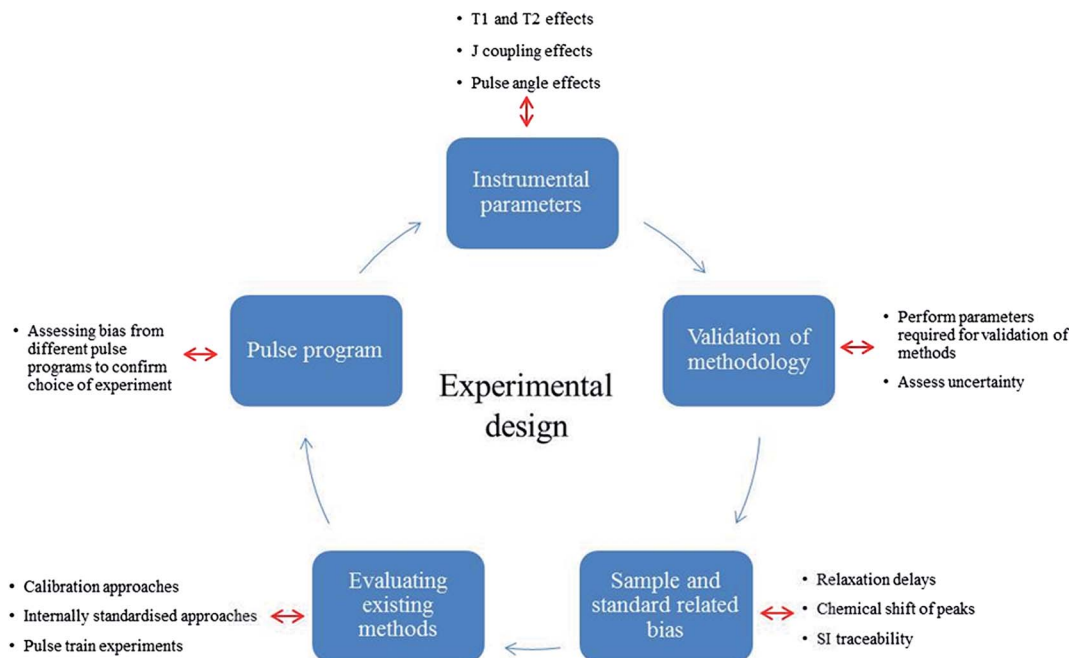 • T1 and T2 effects
• J coupling effects
• Pulse angle effects
Instrumental
parameters
• Assessing bias from
different pulse
programs to confirm
choice of experiment
Pulse program
Experimental
design
Validation of
methodology
• Perform parameters
required for validation of
methods
• Assess uncertainty
• Calibration approaches
• Internally standardised approaches
• Pulse train experiments
Evaluating
existing
methods
Sample and
standard related
bias
• Relaxation delays
• Chemical shift of peaks
• SI traceability